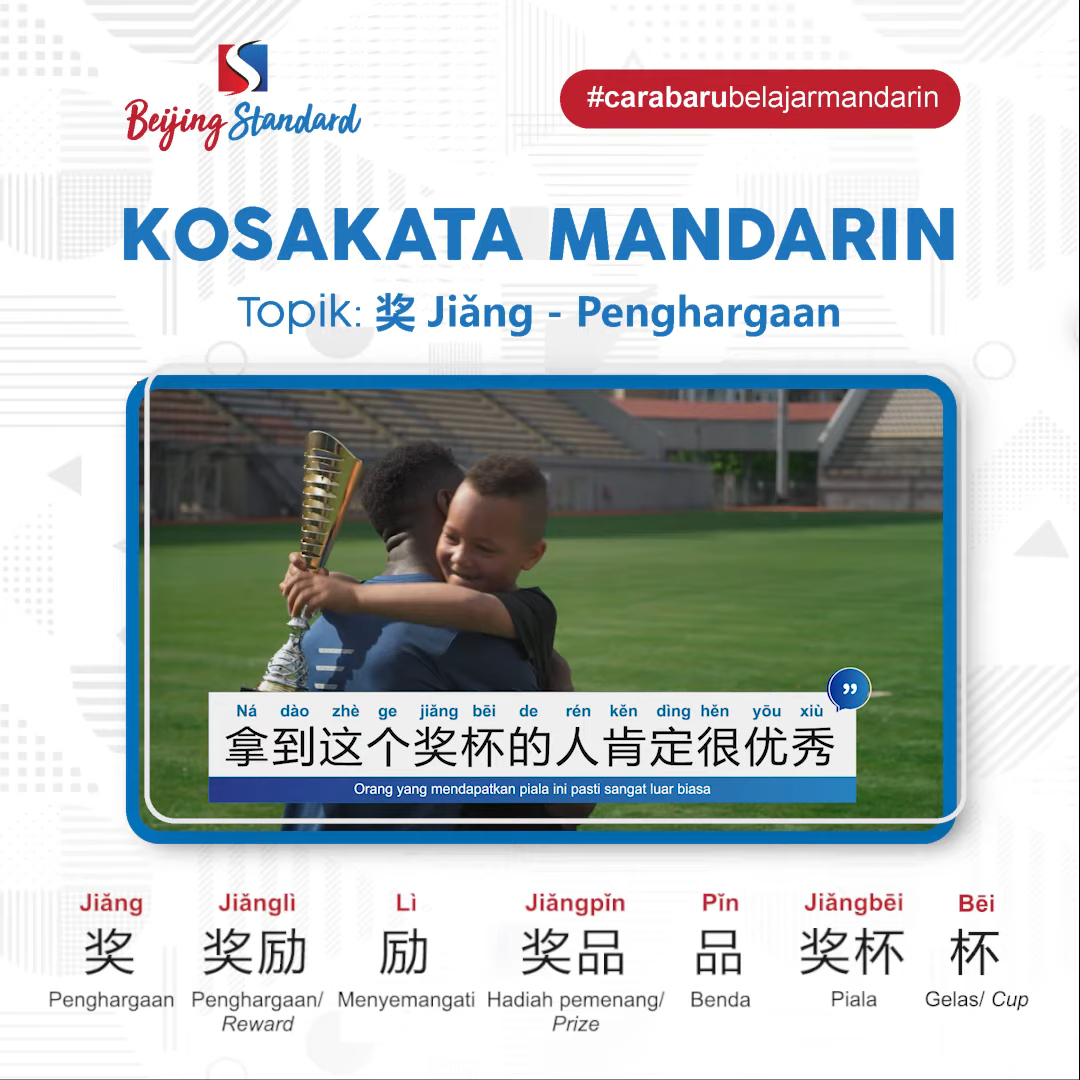 Beijing Standard
#carabarubelajarmandarin
KOSAKATA MANDARIN
Topik: 奖 Jiǎng - Penghargaan
Ná dào zhè ge jiǎng bēi de rén kěn dìng hěn yōu xiù
拿到这个奖杯的人肯定很优秀
Orang yang mendapatkan piala ini pasti sangat luar biasa
Jiǎng Jiǎnglì Lì Jiǎngpǐn Pǐn Jiǎngbēi Bēi
奖 奖励 励 奖品 品 奖杯 杯
Penghargaan Penghargaan/ Menyemangati Hadiah pemenang/ Benda Piala Gelas/ Cup
Reward Prize